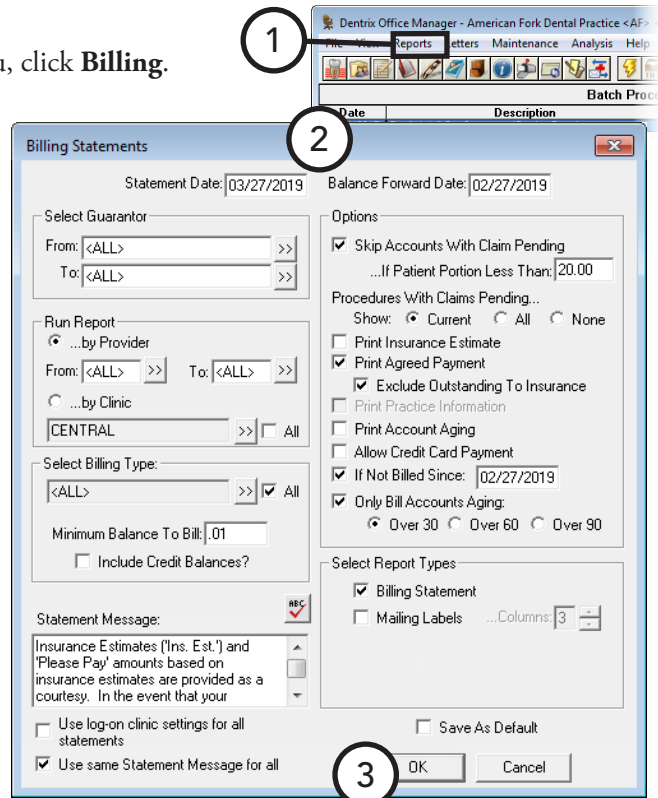 u, click Billing.
1
Dentrix Office Manager - American Fork Dental Practice <AF>
File View Reports Letters Maintenance Analysis Help
Batch Proce
Date Description
2
Billing Statements
Statement Date: 03/27/2019 Balance Forward Date: 02/27/2019
Select Guarantor
From: <ALL> >>
To: <ALL> >>
Run Report
...by Provider
From: <ALL> >> To: <ALL> >>
...by Clinic
CENTRAL >> All
Select Billing Type:
<ALL> >> All
Minimum Balance To Bill: .01
Include Credit Balances?
Statement Message:
ABC
Insurance Estimates ('Ins. Est.') and
'Please Pay' amounts based on
insurance estimates are provided as a
courtesy. In the event that your
Use log-on clinic settings for all
statements
Use same Statement Message for all
Options
Skip Accounts With Claim Pending
...If Patient Portion Less Than: 20.00
Procedures With Claims Pending...
Show: Current All None
Print Insurance Estimate
Print Agreed Payment
Exclude Outstanding To Insurance
Print Practice Information
Print Account Aging
Allow Credit Card Payment
If Not Billed Since: 02/27/2019
Only Bill Accounts Aging:
Over 30 Over 60 Over 90
Select Report Types
Billing Statement
Mailing Labels ...Columns: 3
Save As Default
3
OK Cancel